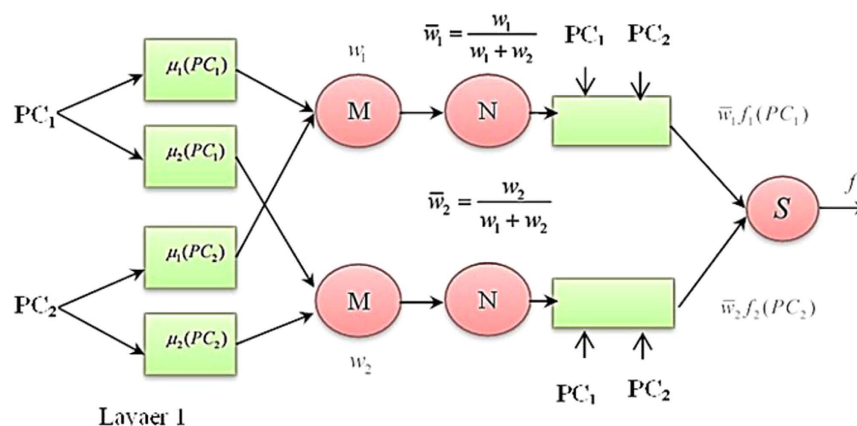 w̄₁ = w₁ / (w₁ + w₂)
PC₁ PC₂
w₁
μ₁(PC₁)
PC₁
M
N
w̄₁f₁(PC₁)
μ₂(PC₁)
w̄₂ = w₂ / (w₁ + w₂)
S
f
μ₁(PC₂)
PC₂
M
N
w̄₂f₂(PC₂)
μ₂(PC₂)
w₂
PC₁ PC₂
Layaer 1